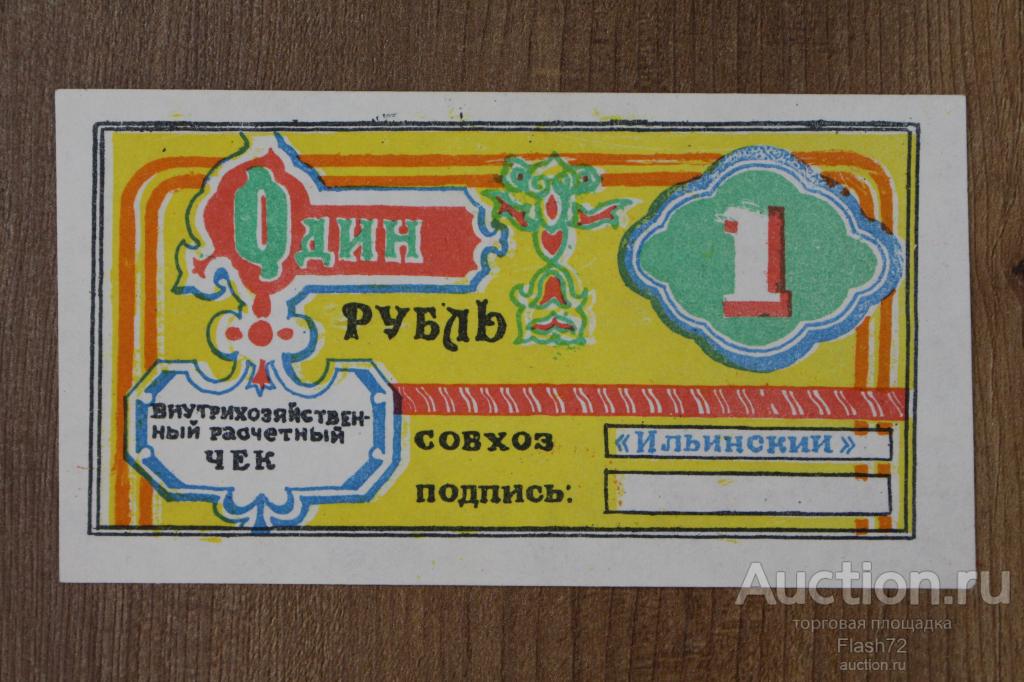 Один
1
РУБЛЬ
ВНУТРИХОЗЯЙСТВЕН-
НЫЙ РАСЧЕТНЫЙ
ЧЕК
СОВХОЗ «Ильинский»
ПОДПИСЬ:
Auction.ru
торговая площадка
Flash72
auction.ru